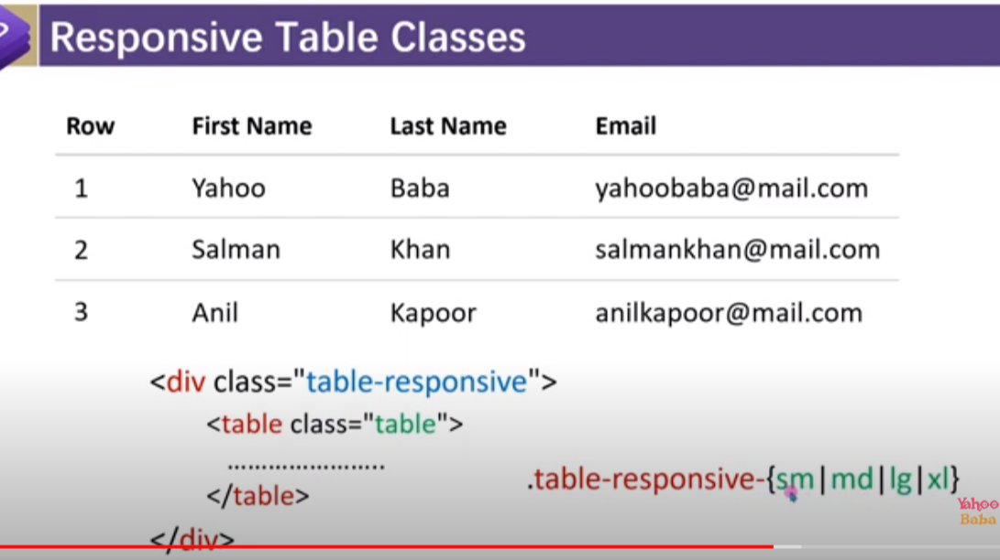 Responsive Table Classes
Row First Name Last Name Email
1 Yahoo Baba yahoobaba@mail.com
2 Salman Khan salmankhan@mail.com
3 Anil Kapoor anilkapoor@mail.com
<div class="table-responsive">
<table class="table">
........................
</table>
</div>
.table-responsive-{sm|md|lg|xl}
Yahoo
Baba